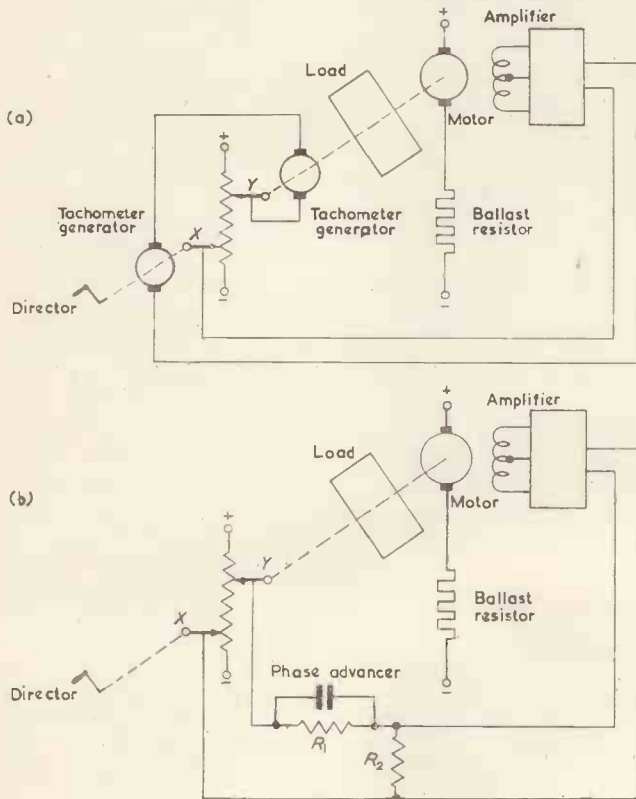 (a)
Amplifier
+
Load
Motor
+
Y
Tachometer
generator
Tachometer
generator
X
Ballast
resistor
Director
−
−
(b)
Amplifier
+
Load
Motor
+
Y
X
Ballast
resistor
−
−
Director
Phase advancer
R1
R2